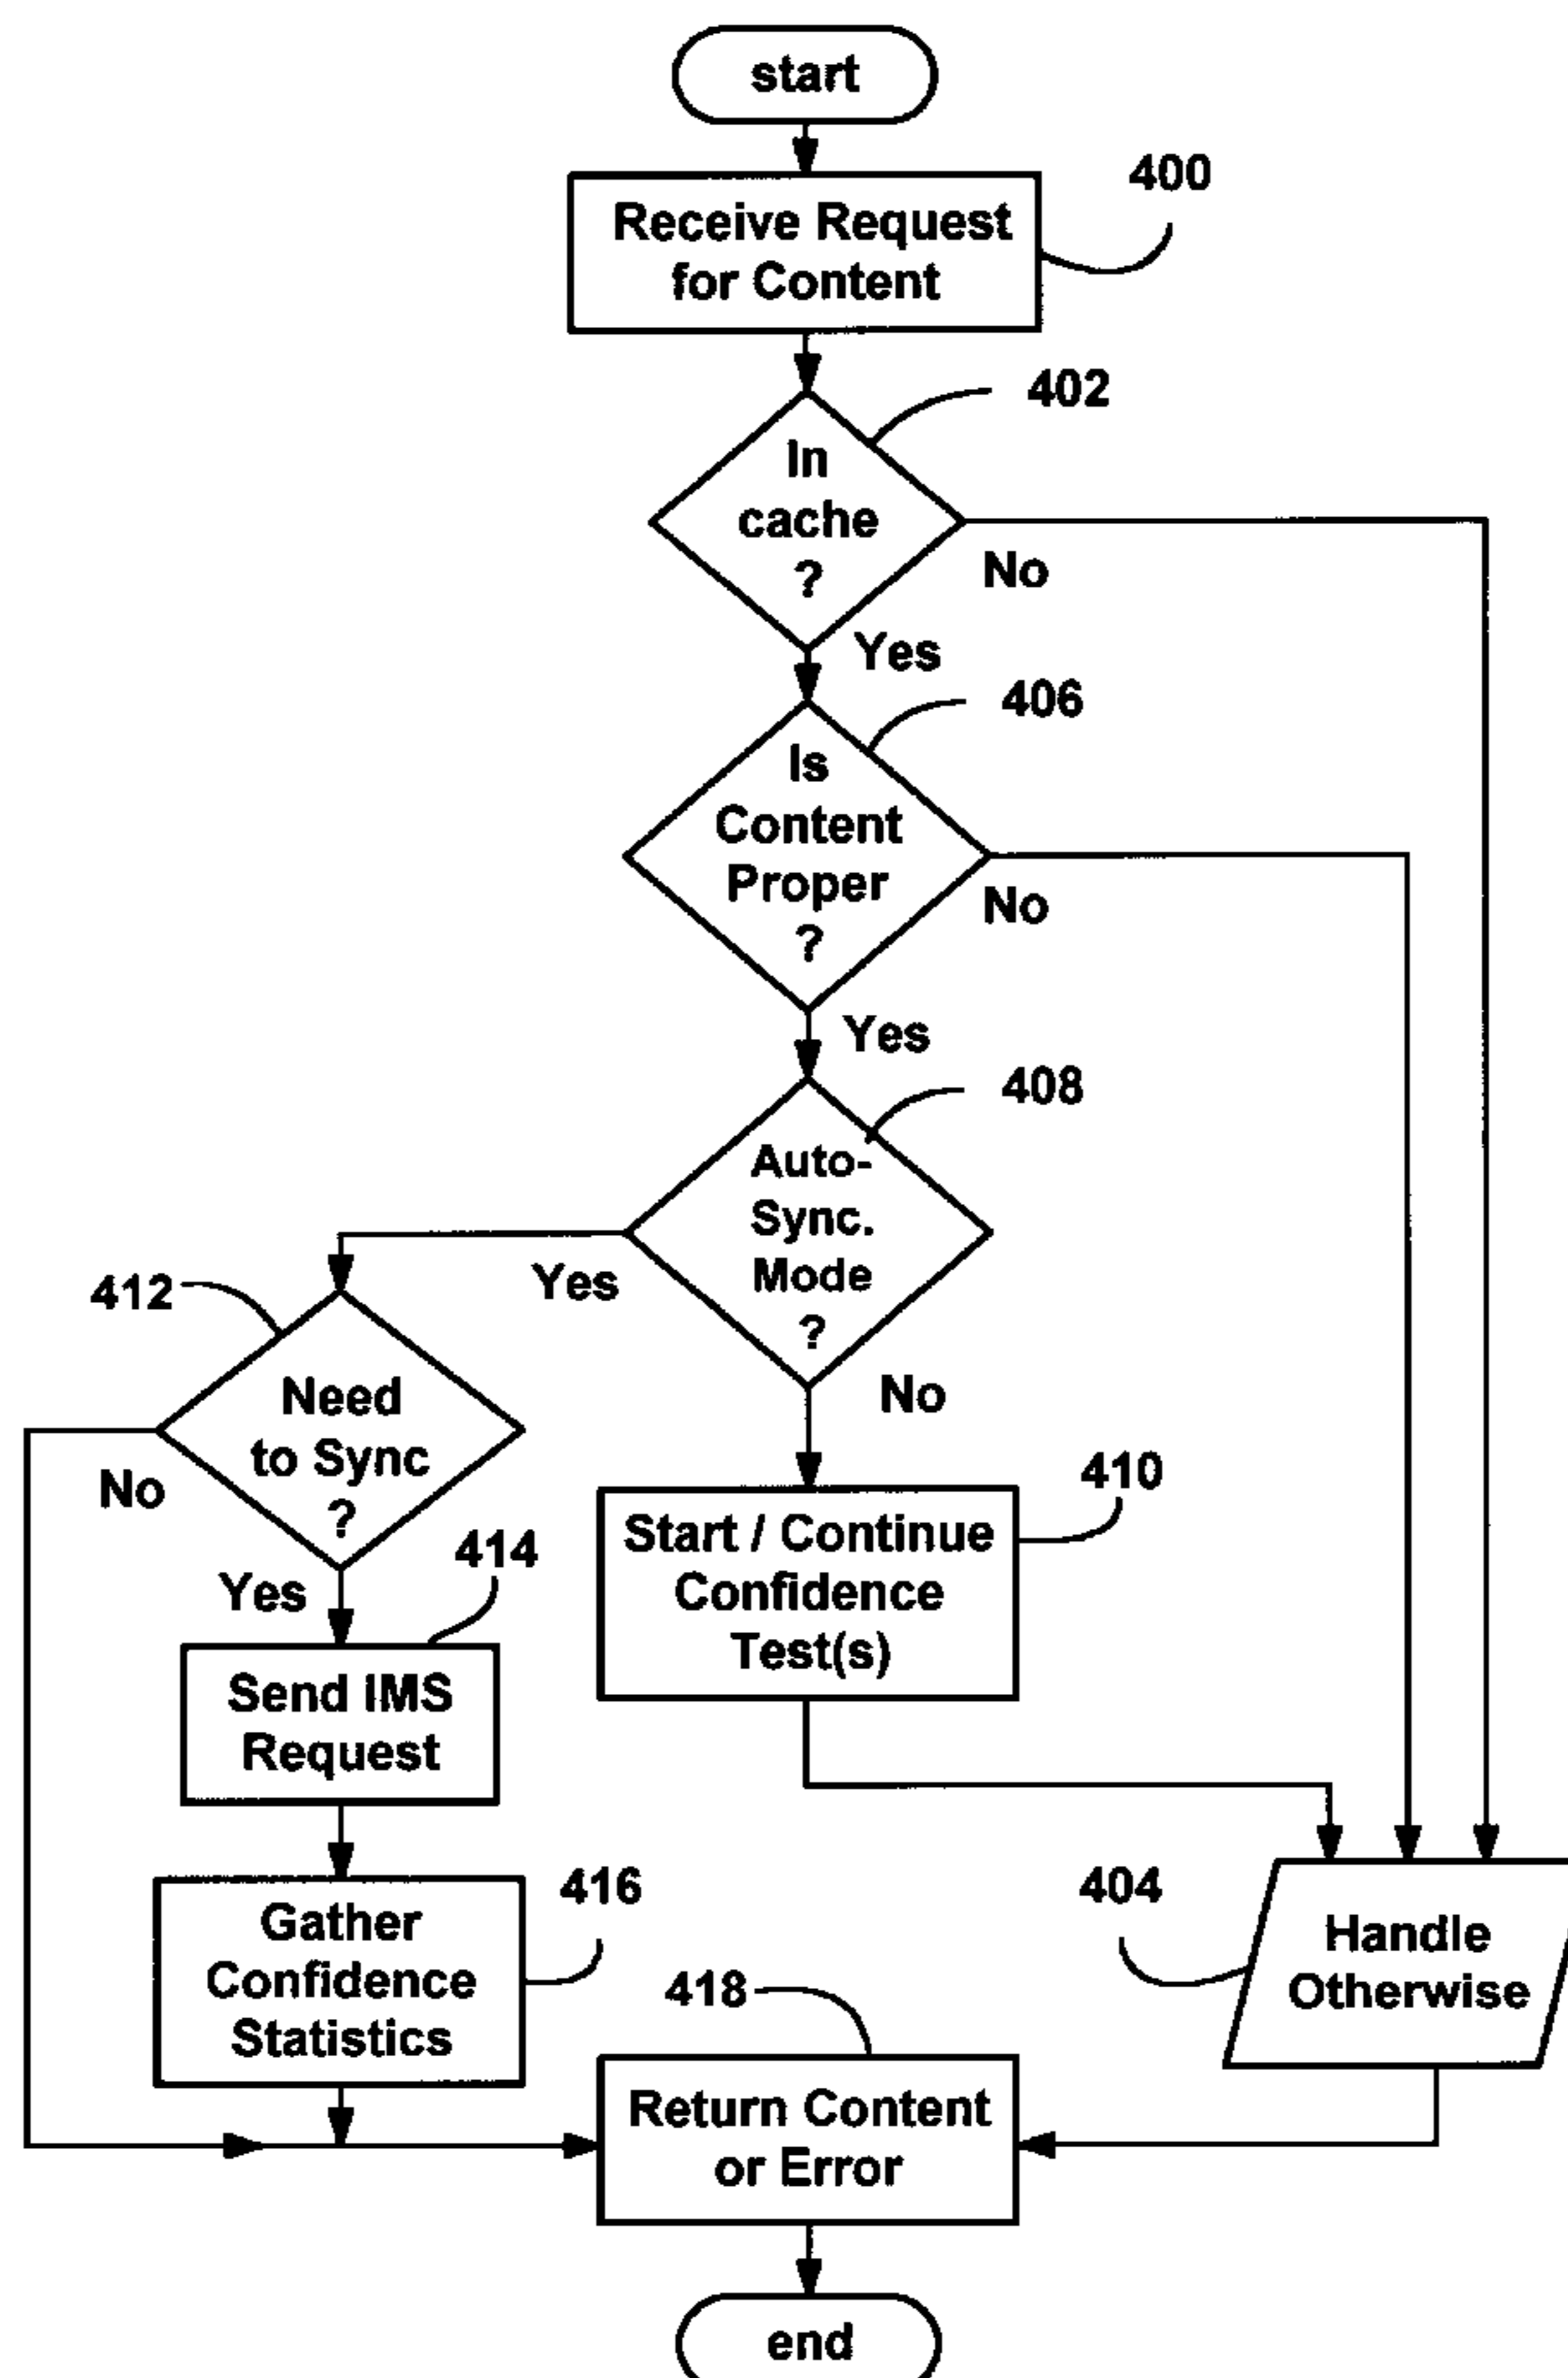 start
400
Receive Request
for Content
402
In
cache
?
No
Yes
406
Is
Content
Proper
?
No
Yes
408
Auto-
Sync.
Mode
?
Yes
No
412
Need
to Sync
?
No
Yes
410
Start / Continue
Confidence
Test(s)
414
Send IMS
Request
416
Gather
Confidence
Statistics
404
Handle
Otherwise
418
Return Content
or Error
end